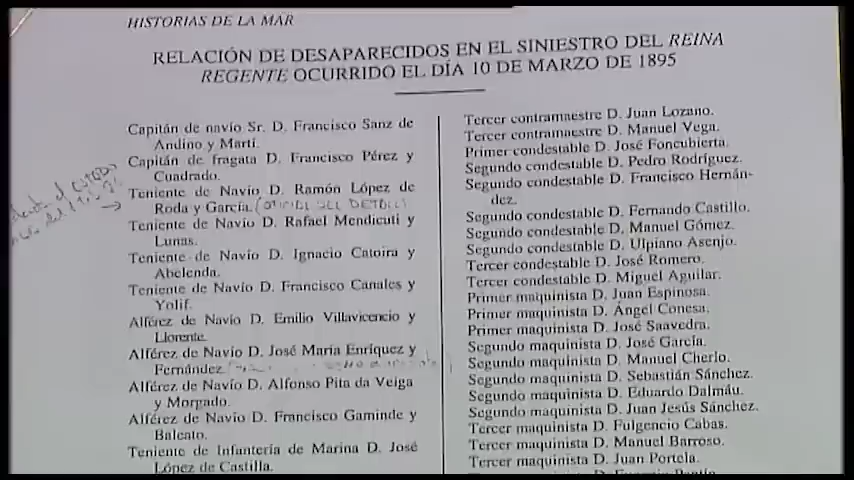 HISTORIAS DE LA MAR
RELACIÓN DE DESAPARECIDOS EN EL SINIESTRO DEL REINA
REGENTE OCURRIDO EL DÍA 10 DE MARZO DE 1895
Capitán de navío Sr. D. Francisco Sanz de
Andino y Martí.
Capitán de fragata D. Francisco Pérez y
Cuadrado.
Teniente de Navío D. Ramón López de
Roda y García.
Teniente de Navío D. Rafael Mendicuti y
Lunas.
Teniente de Navío D. Ignacio Catoira y
Abelenda.
Teniente de Navío D. Francisco Canales y
Yolif.
Alférez de Navío D. Emilio Villavicencio y
Llorente.
Alférez de Navío D. José María Enríquez y
Fernández.
Alférez de Navío D. Alfonso Pita da Veiga
y Morgado.
Alférez de Navío D. Francisco Gaminde y
Balcato.
Teniente de Infantería de Marina D. José
López de Castilla.
Tercer contramaestre D. Juan Lozano.
Tercer contramaestre D. Manuel Vega.
Primer condestable D. José Foncubierta.
Segundo condestable D. Pedro Rodríguez.
Segundo condestable D. Francisco Hernán-
dez.
Segundo condestable D. Fernando Castillo.
Segundo condestable D. Manuel Gómez.
Segundo condestable D. Ulpiano Asenjo.
Tercer condestable D. José Romero.
Tercer condestable D. Miguel Aguilar.
Primer maquinista D. Juan Espinosa.
Primer maquinista D. Ángel Conesa.
Primer maquinista D. José Saavedra.
Segundo maquinista D. José García.
Segundo maquinista D. Manuel Cherlo.
Segundo maquinista D. Sebastián Sánchez.
Segundo maquinista D. Eduardo Dalmáu.
Segundo maquinista D. Juan Jesús Sánchez.
Tercer maquinista D. Fulgencio Cabas.
Tercer maquinista D. Manuel Barroso.
Tercer maquinista D. Juan Portela.